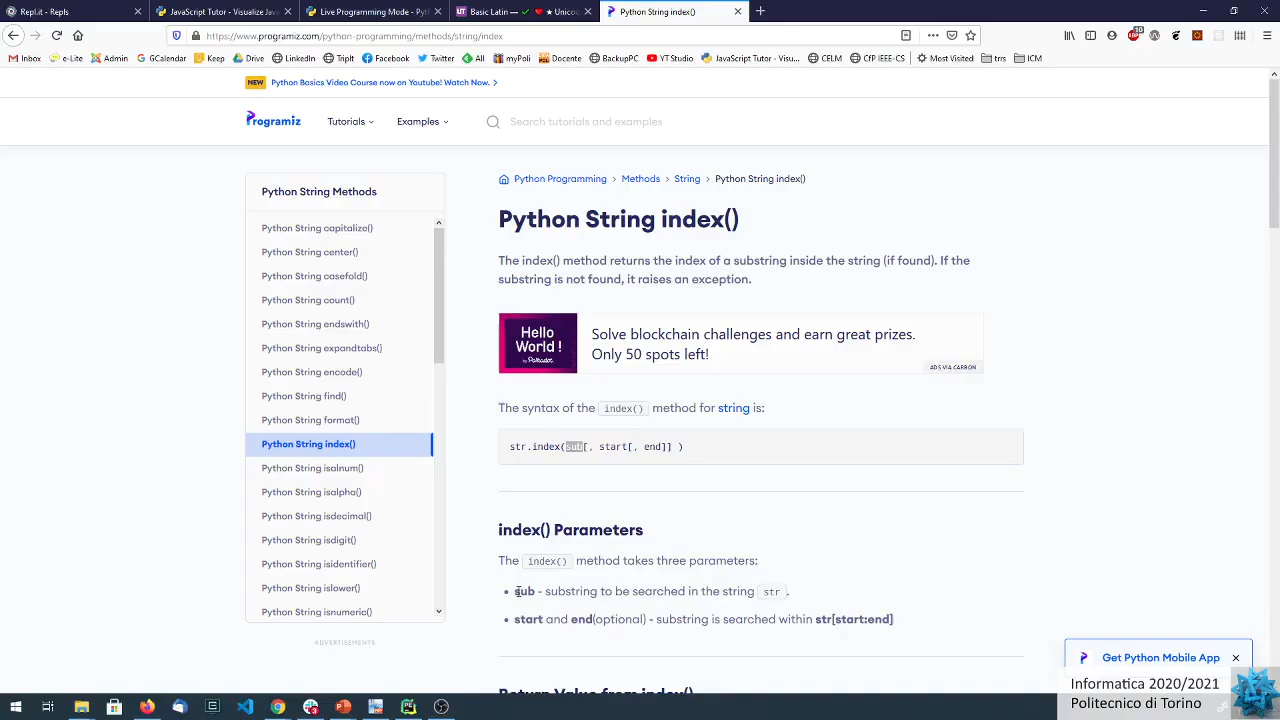 Repl.it - Repls
JavaScript Tutor - Visualize Java
Live Programming Mode - Pyt
Basic Latin — ✓ ❤ ★ Unico
Python String index()
https://www.programiz.com/python-programming/methods/string/index
Inbox
e-Lite
Admin
GCalendar
Keep
Drive
LinkedIn
TripIt
Facebook
Twitter
All
myPoli
Docente
BackupPC
YT Studio
JavaScript Tutor - Visu...
CELM
CfP IEEE-CS
Most Visited
trrs
ICM
NEW Python Basics Video Course now on Youtube! Watch Now.
Programiz
Tutorials
Examples
Search tutorials and examples
Python String Methods
Python String capitalize()
Python String center()
Python String casefold()
Python String count()
Python String endswith()
Python String expandtabs()
Python String encode()
Python String find()
Python String format()
Python String index()
Python String isalnum()
Python String isalpha()
Python String isdecimal()
Python String isdigit()
Python String isidentifier()
Python String islower()
Python String isnumeric()
ADVERTISEMENTS
Python Programming > Methods > String > Python String index()
Python String index()
The index() method returns the index of a substring inside the string (if found). If the
substring is not found, it raises an exception.
Hello
World !
by Polkadot
Solve blockchain challenges and earn great prizes.
Only 50 spots left!
ADS VIA CARBON
The syntax of the index() method for string is:
str.index(sub[, start[, end]] )
index() Parameters
The index() method takes three parameters:
• sub - substring to be searched in the string str .
• start and end(optional) - substring is searched within str[start:end]
Return Value from index()
Get Python Mobile App
Informatica 2020/2021
Politecnico di Torino